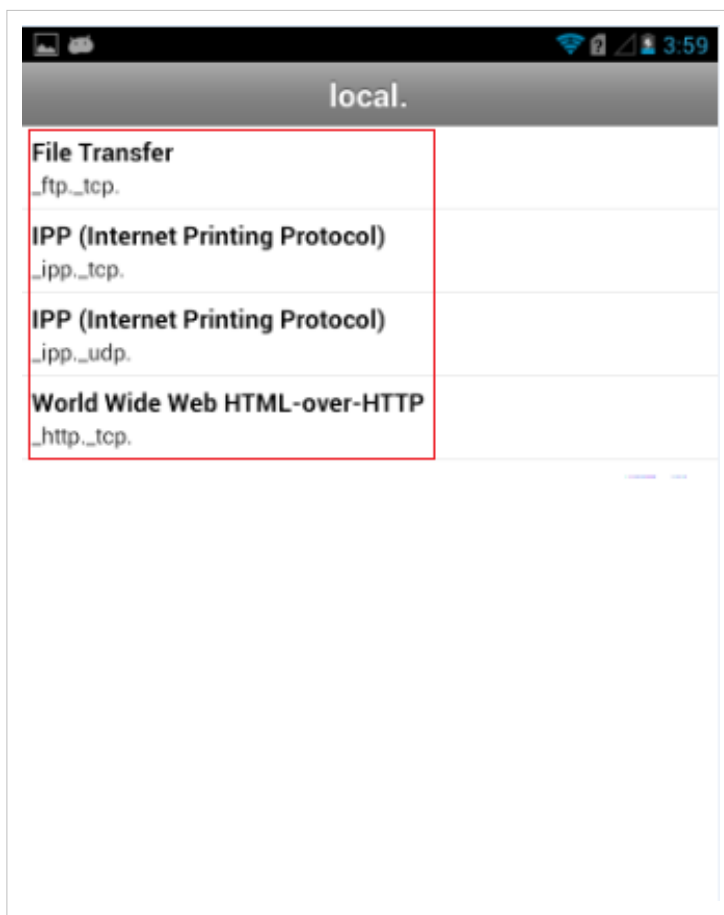 3:59
local.
File Transfer
_ftp._tcp.
IPP (Internet Printing Protocol)
_ipp._tcp.
IPP (Internet Printing Protocol)
_ipp._udp.
World Wide Web HTML-over-HTTP
_http._tcp.